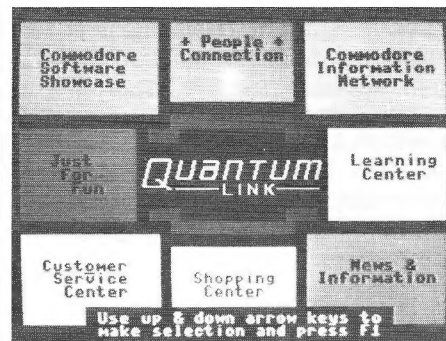 Commodore
Software
Showcase
+ People +
Connection
Commodore
Information
Network
Just
For
Fun
QUANTUM
LINK
Learning
Center
Customer
Service
Center
Shopping
Center
News &
Information
Use up & down arrow keys to
make selection and press F1